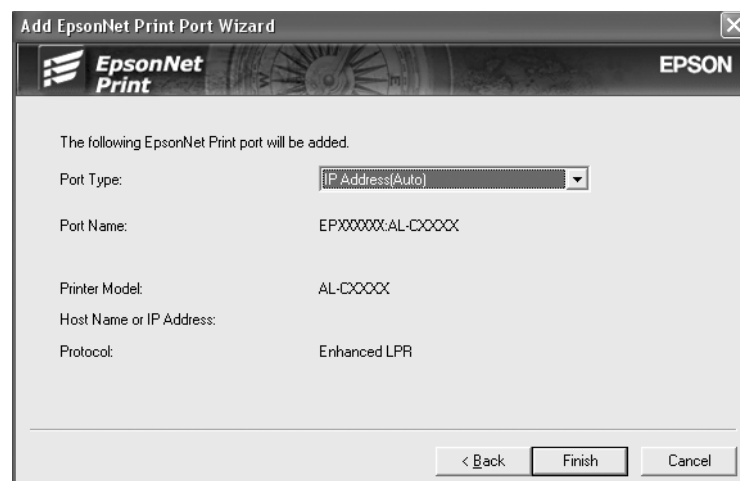 Add EpsonNet Print Port Wizard
EpsonNet
Print
EPSON
W
E
The following EpsonNet Print port will be added.
Port Type: IP Address(Auto)
Port Name: EPXXXXXX:AL-CXXXX
Printer Model: AL-CXXXX
Host Name or IP Address:
Protocol: Enhanced LPR
< Back Finish Cancel